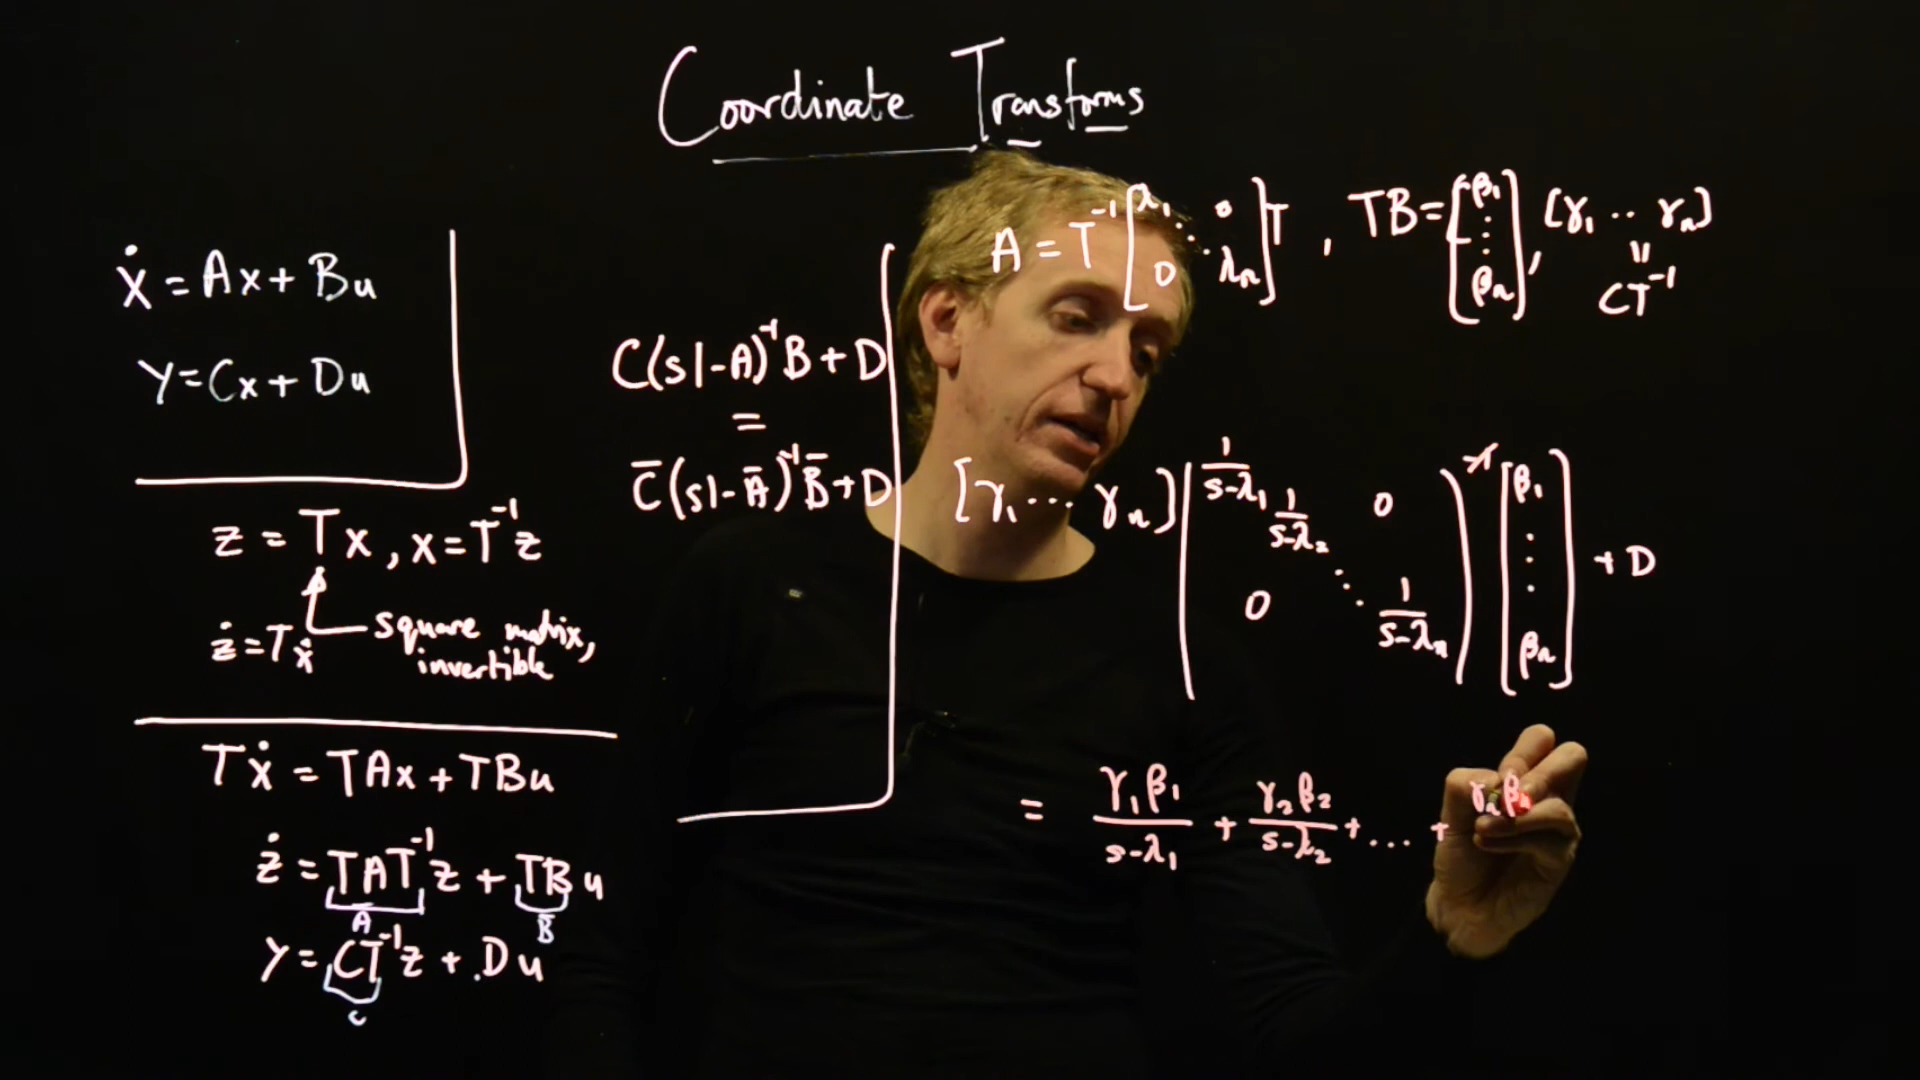 Coordinate Transforms
ẋ = Ax + Bu
y = Cx + Du
z = Tx, x = T⁻¹z
ż = Tẋ
square matrix,
invertible
Tẋ = TAx + TBu
ż = TAT⁻¹z + TBu
Ā B̄
y = CT⁻¹z + Du
C
C(sI-A)⁻¹B + D
=
C̄(sI-Ā)⁻¹B̄ + D
A = T⁻¹ [λ₁ ⋱ 0 0 ⋱ λₙ] T, TB = [β₁ ⋮ βₙ], [γ₁ ‥ γₙ]
=
CT⁻¹
[γ₁ ⋯ γₙ] [1/(s-λ₁) 1/(s-λ₂) 0 0 ⋱ 1/(s-λₙ)] [β₁ ⋮ βₙ] + D
= γ₁β₁/(s-λ₁) + γ₂β₂/(s-λ₂) + … + γₙβₙ